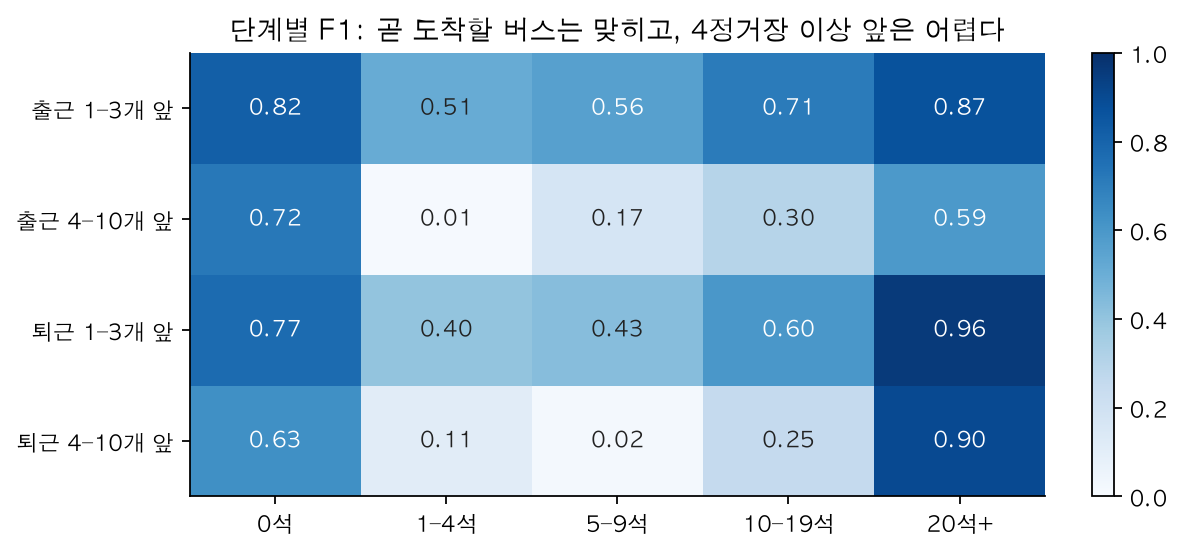 단계별 F1: 곧 도착할 버스는 맞히고, 4정거장 이상 앞은 어렵다
출근 1–3개 앞 0.82 0.51 0.56 0.71 0.87
출근 4–10개 앞 0.72 0.01 0.17 0.30 0.59
퇴근 1–3개 앞 0.77 0.40 0.43 0.60 0.96
퇴근 4–10개 앞 0.63 0.11 0.02 0.25 0.90
0석 1–4석 5–9석 10–19석 20석+
1.0
0.8
0.6
0.4
0.2
0.0